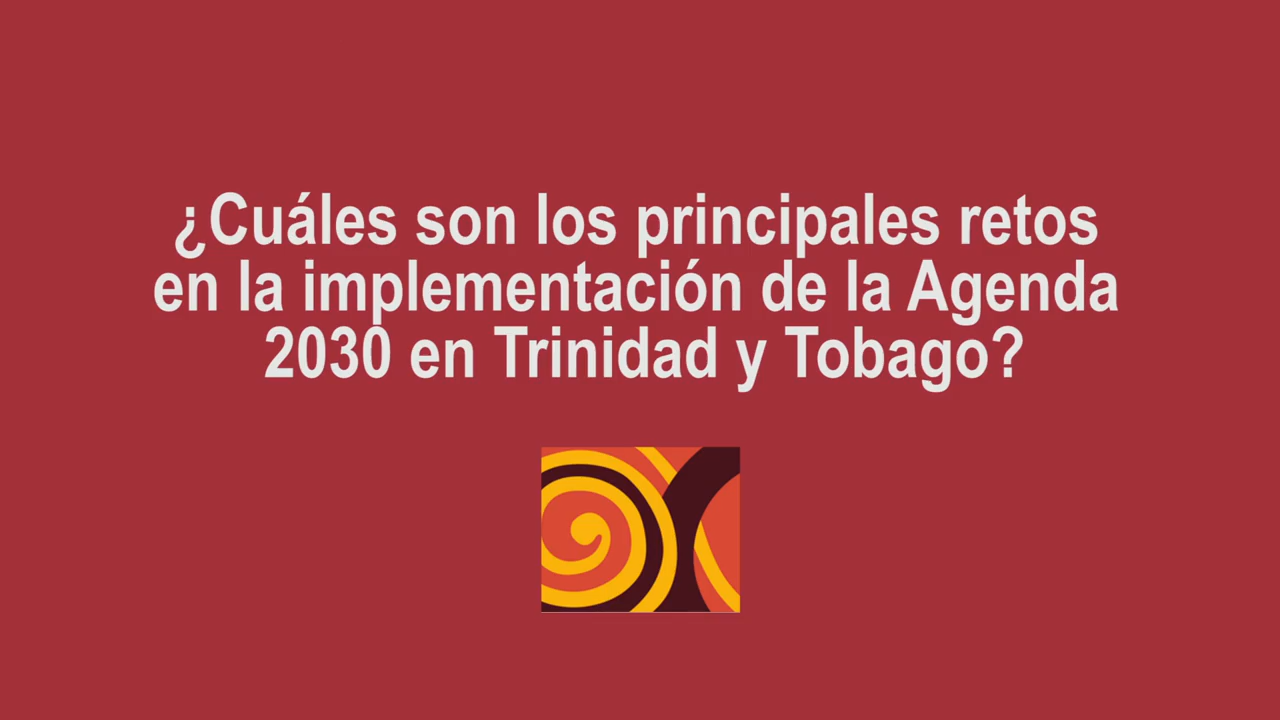 ¿Cuáles son los principales retos
en la implementación de la Agenda
2030 en Trinidad y Tobago?